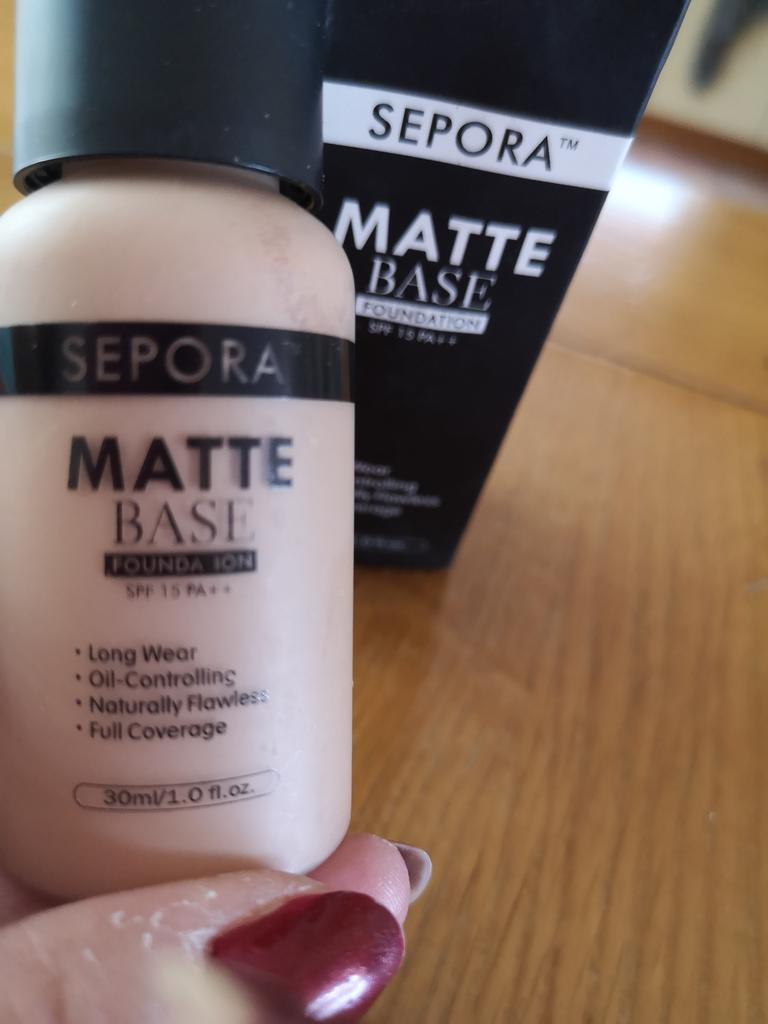 SEPORA™
MATTE
BASE
FOUNDATION
SPF 15 PA++
SEPORA
MATTE
BASE
FOUNDA ION
SPF 15 PA++
• Long Wear
• Oil-Controlling
• Naturally Flawless
• Full Coverage
30ml/1.0 fl.oz.